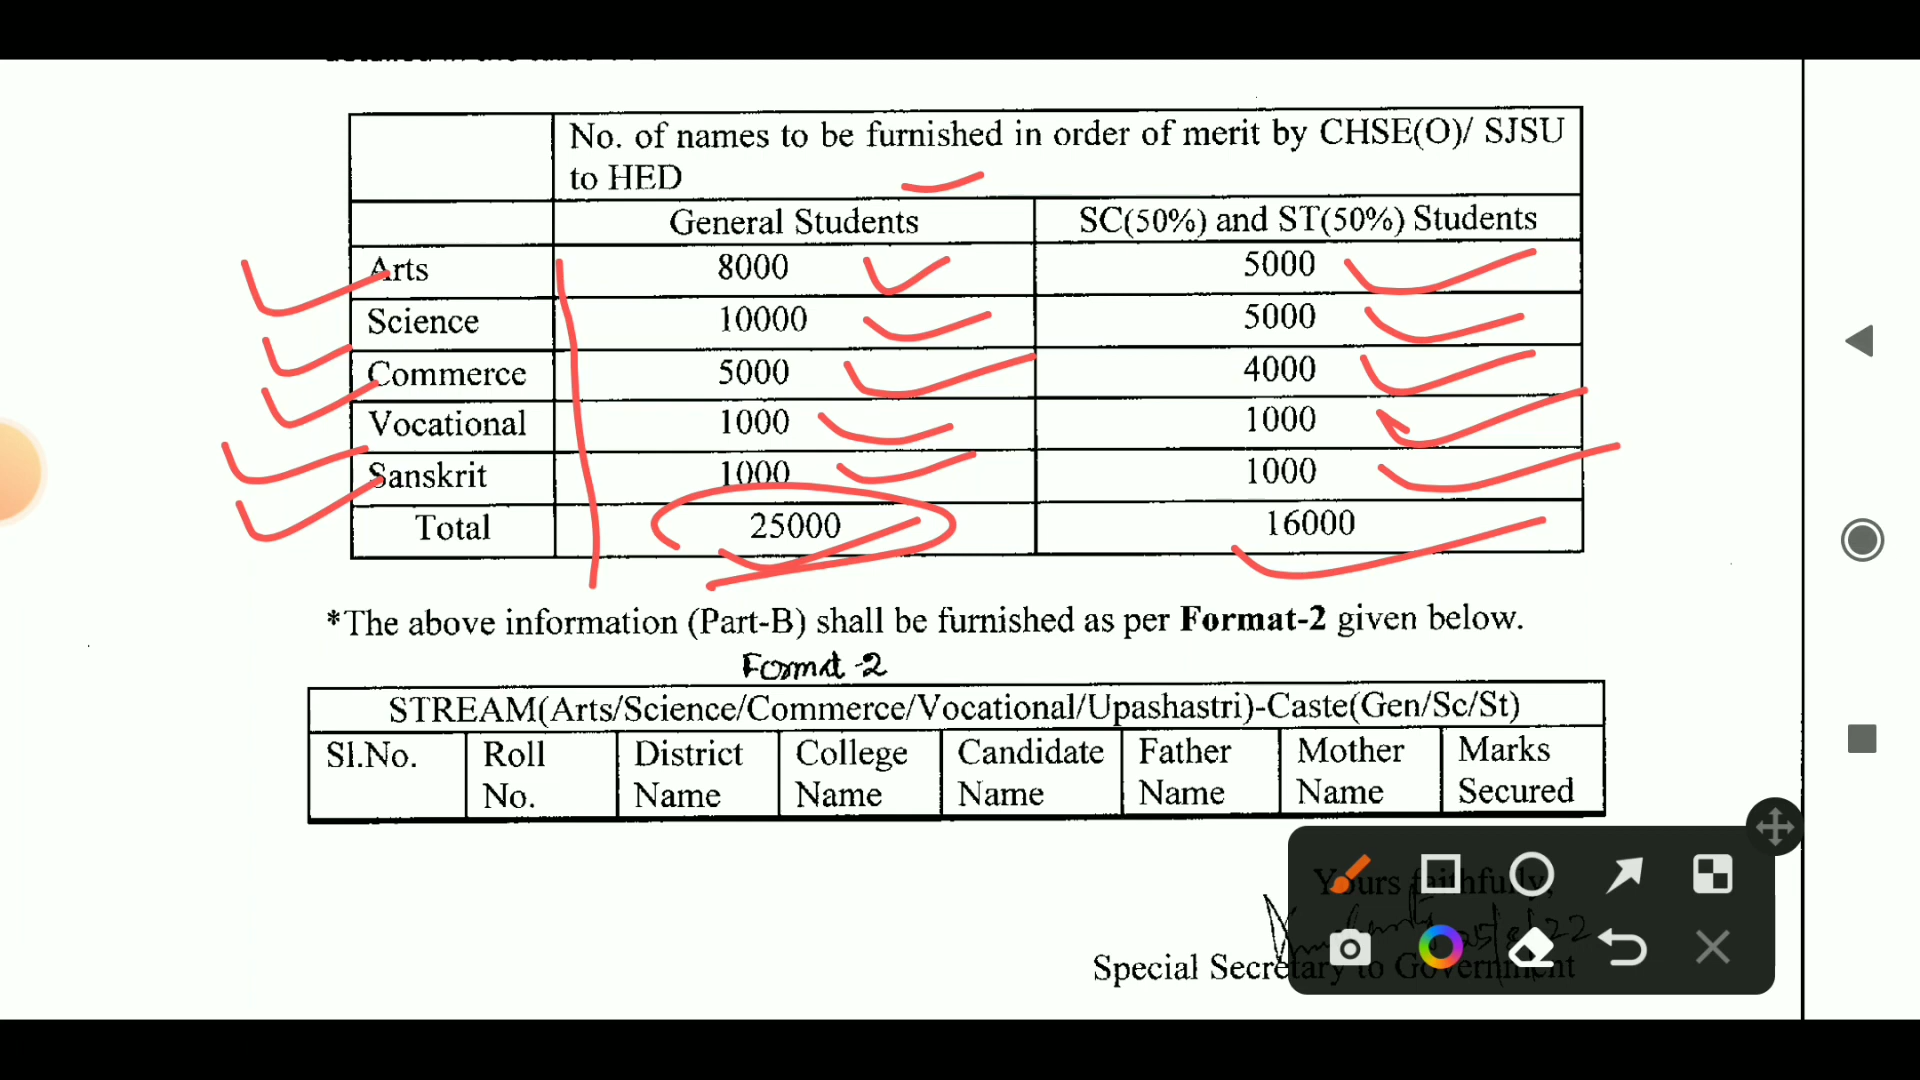 No. of names to be furnished in order of merit by CHSE(O)/ SJSU
to HED
General Students SC(50%) and ST(50%) Students
Arts 8000 5000
Science 10000 5000
Commerce 5000 4000
Vocational 1000 1000
Sanskrit 1000 1000
Total 25000 16000
*The above information (Part-B) shall be furnished as per Format-2 given below.
Format -2
STREAM(Arts/Science/Commerce/Vocational/Upashastri)-Caste(Gen/Sc/St)
Sl.No. Roll District College Candidate Father Mother Marks
No. Name Name Name Name Name Secured
Yours faithfully,
Special Secretary to Government